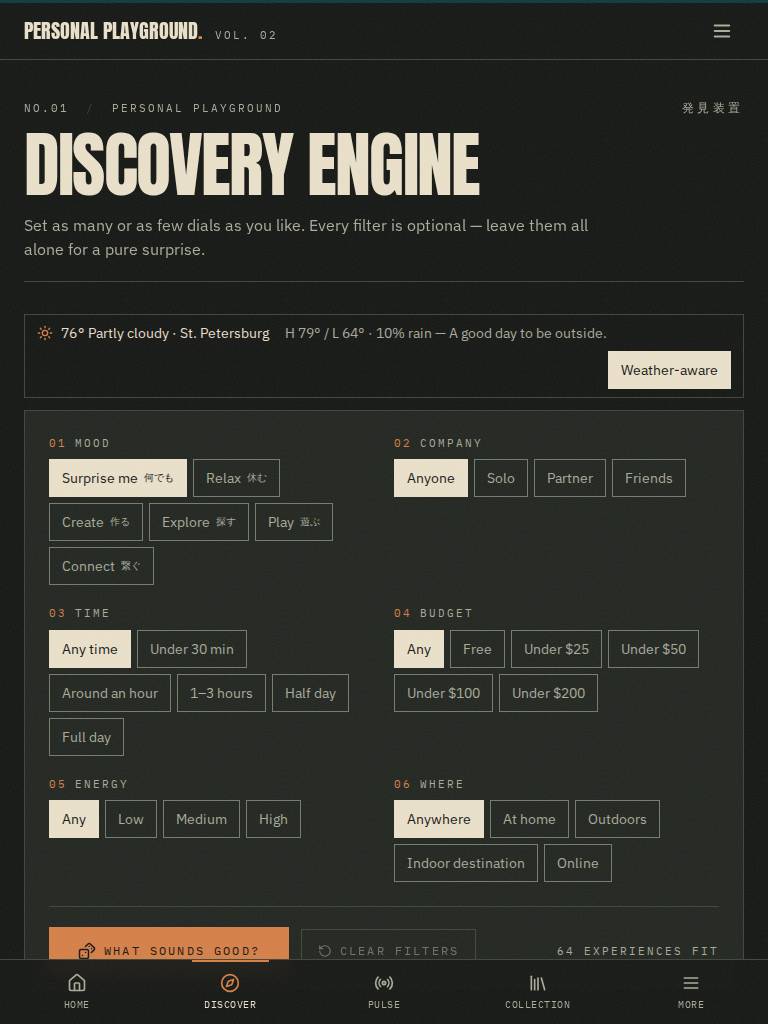 PERSONAL PLAYGROUND. VOL. 02
NO.01 / PERSONAL PLAYGROUND 発見装置
DISCOVERY ENGINE
Set as many or as few dials as you like. Every filter is optional — leave them all
alone for a pure surprise.
76° Partly cloudy · St. Petersburg H 79° / L 64° · 10% rain — A good day to be outside.
Weather-aware
01 MOOD
Surprise me 何でも Relax 休む
Create 作る Explore 探す Play 遊ぶ
Connect 繋ぐ
02 COMPANY
Anyone Solo Partner Friends
03 TIME
Any time Under 30 min
Around an hour 1–3 hours Half day
Full day
04 BUDGET
Any Free Under $25 Under $50
Under $100 Under $200
05 ENERGY
Any Low Medium High
06 WHERE
Anywhere At home Outdoors
Indoor destination Online
WHAT SOUNDS GOOD? CLEAR FILTERS 64 EXPERIENCES FIT
HOME DISCOVER PULSE COLLECTION MORE